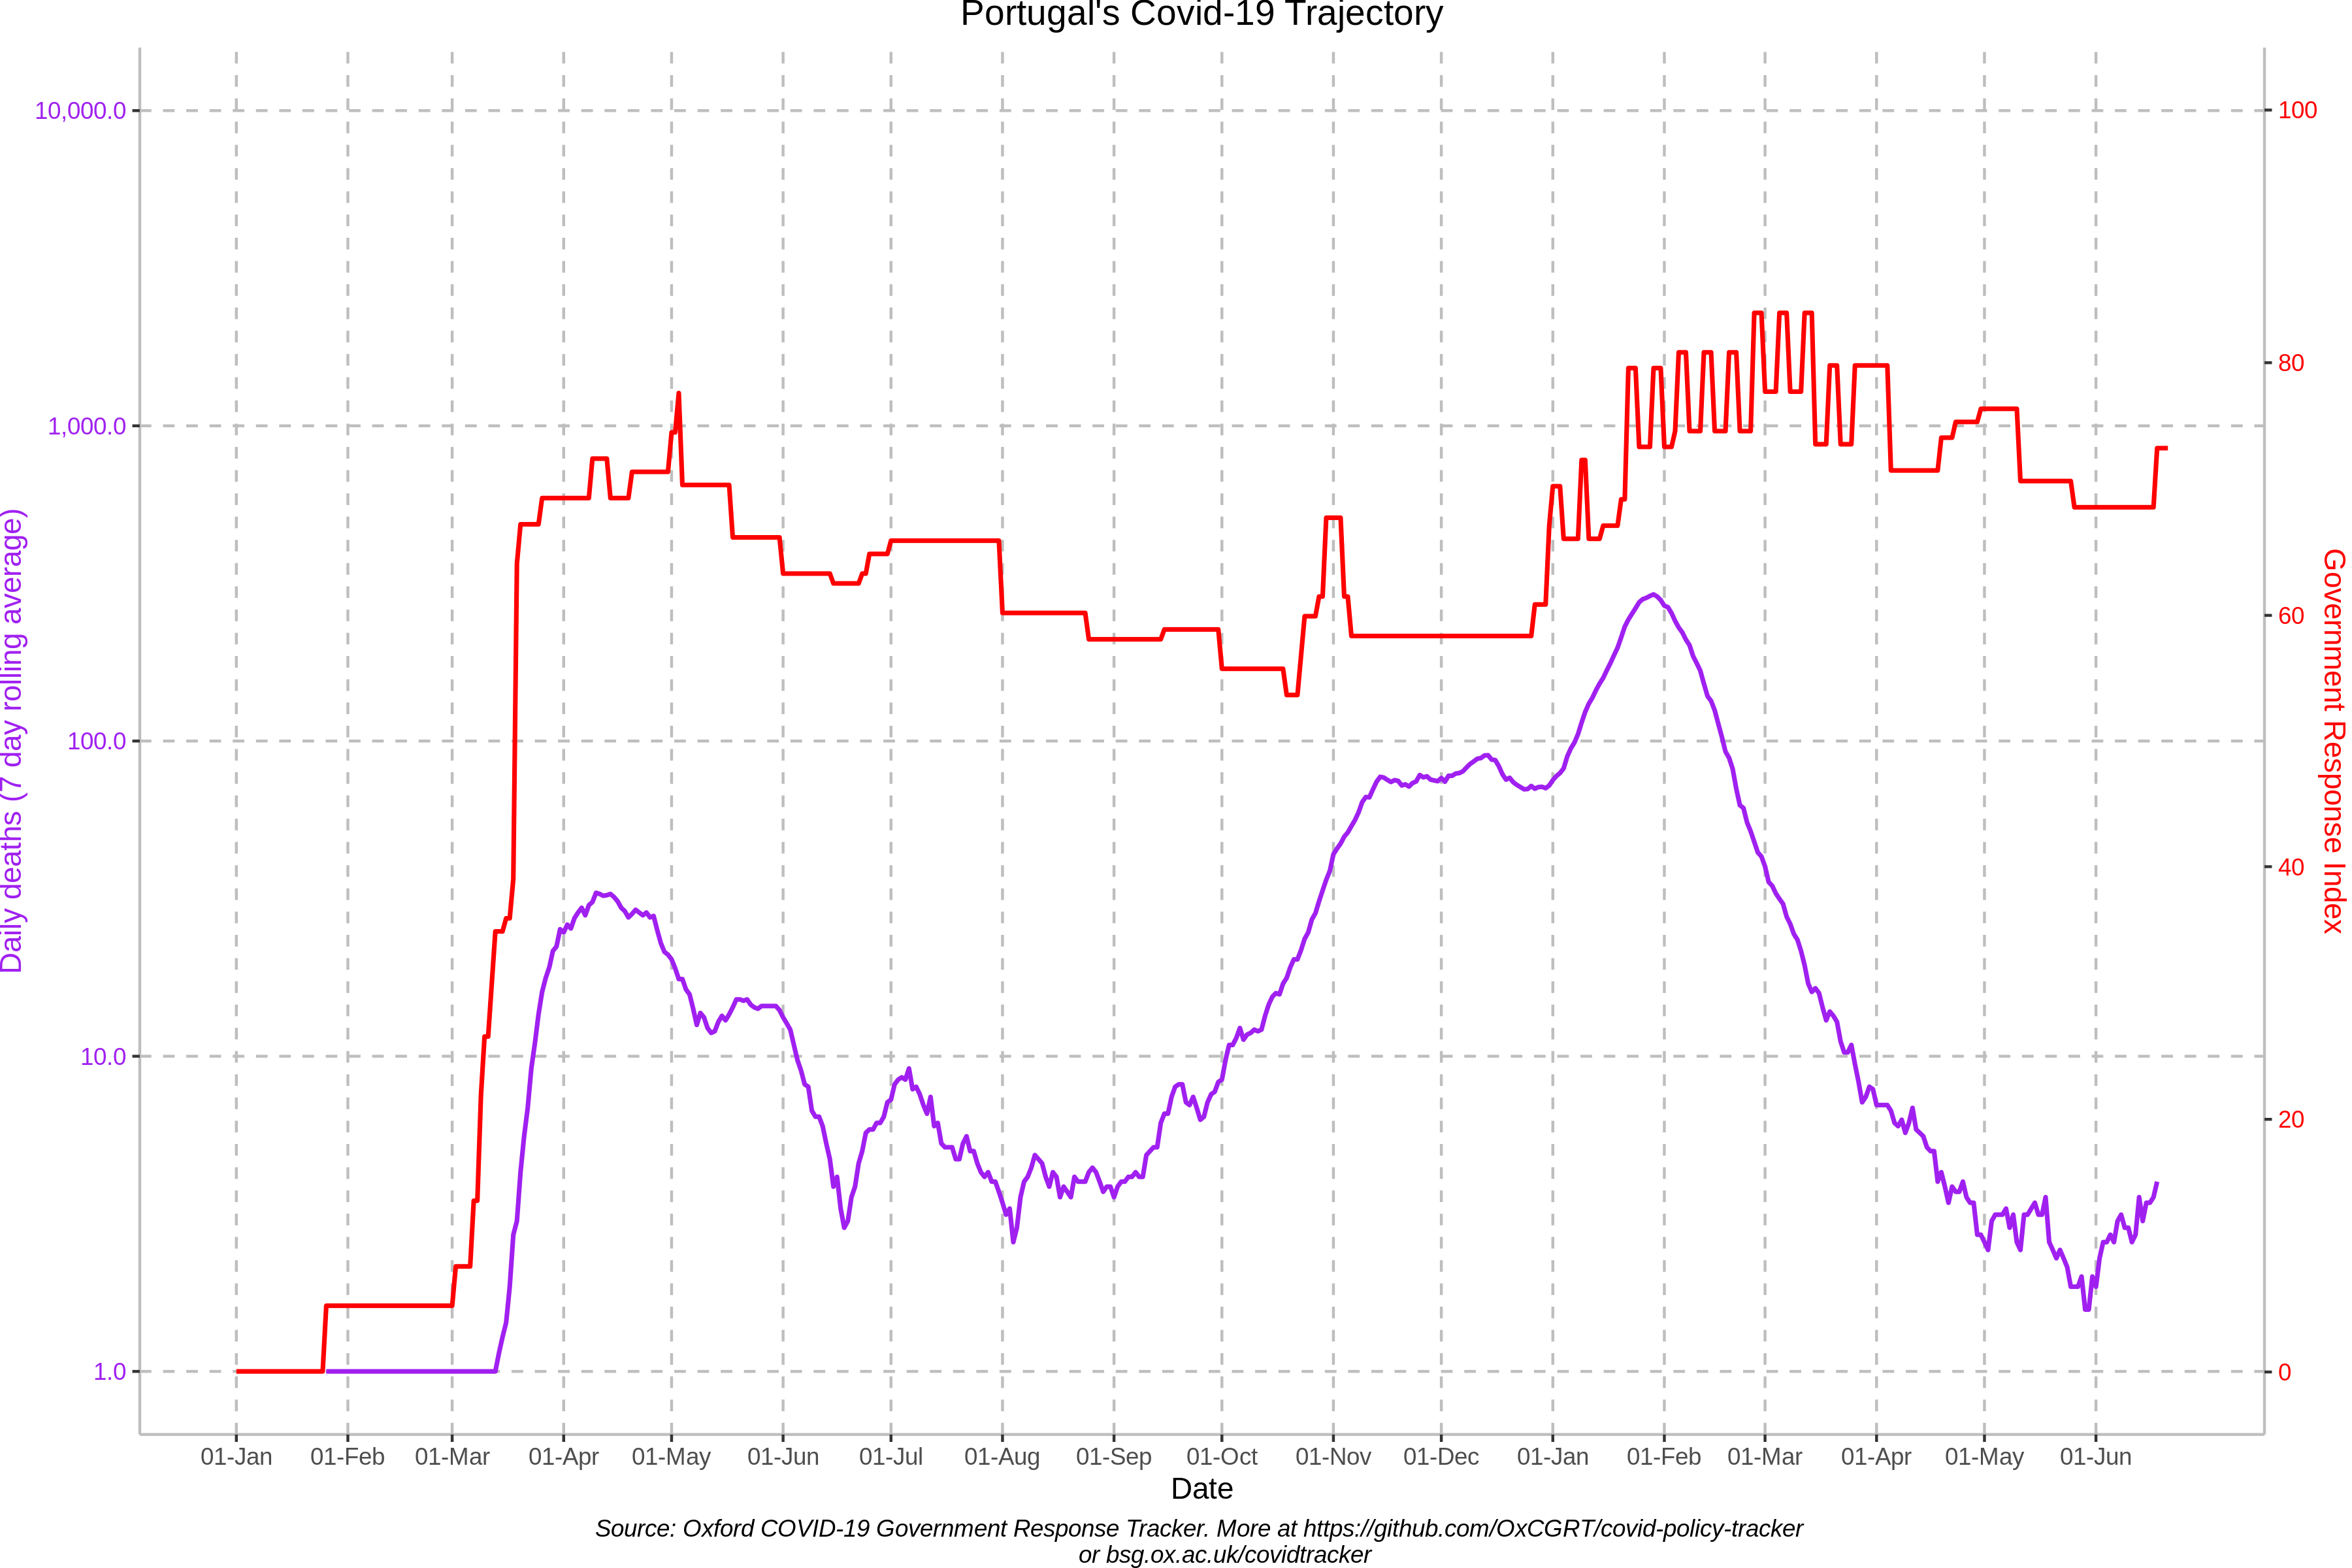 Portugal's Covid-19 Trajectory
10,000.0
1,000.0
100.0
10.0
1.0
Daily deaths (7 day rolling average)
100
80
60
40
20
0
Government Response Index
01-Jan 01-Feb 01-Mar 01-Apr 01-May 01-Jun 01-Jul 01-Aug 01-Sep 01-Oct 01-Nov 01-Dec 01-Jan 01-Feb 01-Mar 01-Apr 01-May 01-Jun
Date
Source: Oxford COVID-19 Government Response Tracker. More at https://github.com/OxCGRT/covid-policy-tracker
or bsg.ox.ac.uk/covidtracker